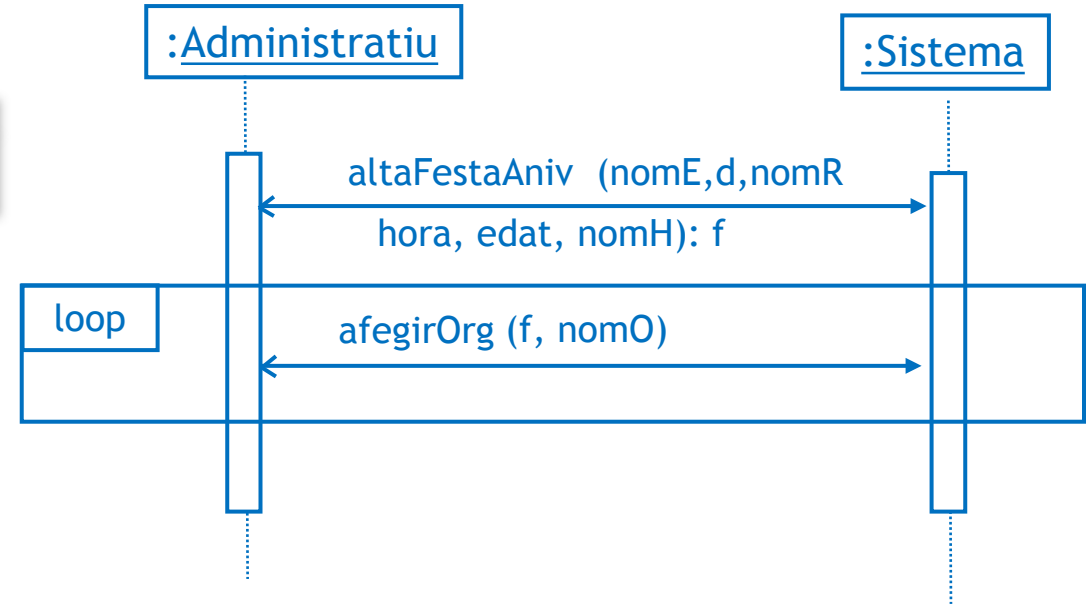 :Administratiu
:Sistema
altaFestaAniv (nomE,d,nomR
hora, edat, nomH): f
loop
afegirOrg (f, nomO)